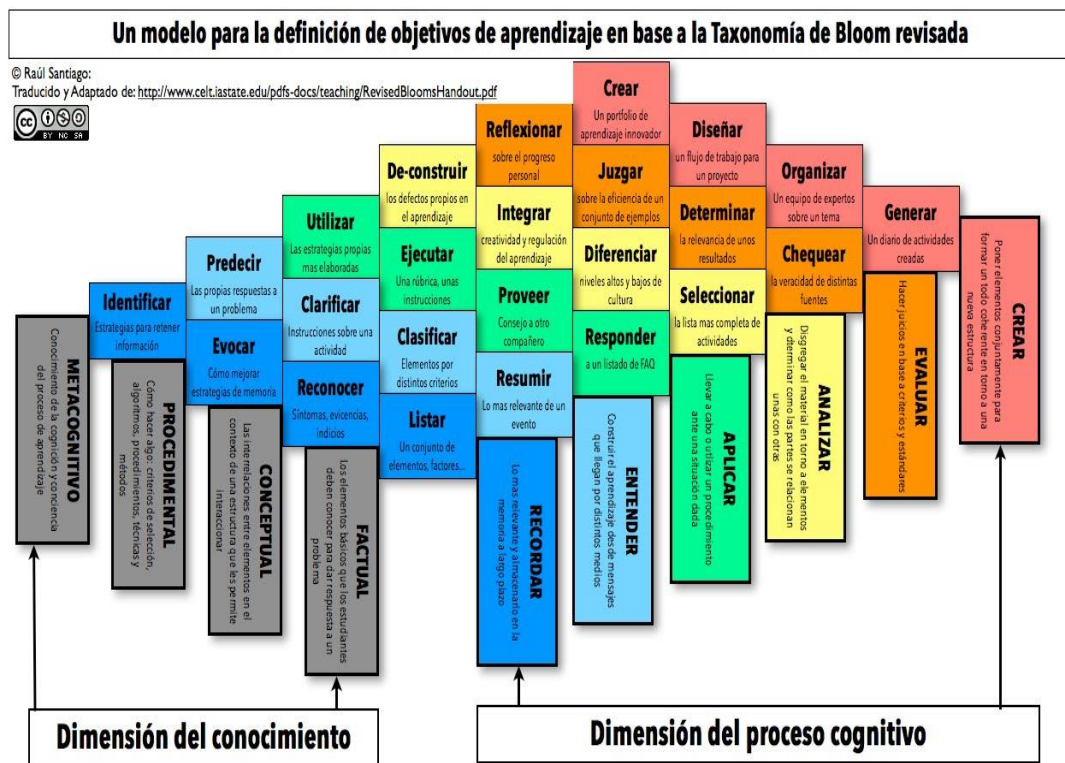 Un modelo para la definición de objetivos de aprendizaje en base a la Taxonomía de Bloom revisada
© Raúl Santiago:
Traducido y Adaptado de: http://www.celt.iastate.edu/pdfs-docs/teaching/RevisedBloomsHandout.pdf
cc
BY NC SA
Crear
Un portfolio de
aprendizaje innovador
Reflexionar
sobre el progreso
personal
Diseñar
un flujo de trabajo para
un proyecto
De-construir
los defectos propios en
el aprendizaje
Juzgar
sobre la eficiencia de un
conjunto de ejemplos
Organizar
Un equipo de expertos
sobre un tema
Utilizar
Las estrategias propias
mas elaboradas
Integrar
creatividad y regulación
del aprendizaje
Determinar
la relevancia de unos
resultados
Generar
Un diario de actividades
creadas
Predecir
Las propias respuestas a
un problema
Ejecutar
Una rúbrica, unas
instrucciones
Diferenciar
niveles altos y bajos de
cultura
Chequear
la veracidad de distintas
fuentes
Identificar
Estrategias para retener
información
Clarificar
Instrucciones sobre una
actividad
Proveer
Consejo a otro
compañero
Seleccionar
la lista mas completa de
actividades
Evocar
Cómo mejorar
estrategias de memoria
Clasificar
Elementos por
distintos criterios
Responder
a un listado de FAQ
Reconocer
Síntomas, evicencias,
indicios
Resumir
Lo mas relevante de un
evento
Listar
Un conjunto de
elementos, factores...
METACOGNITIVO
Conocimiento de la cognición y conciencia
del proceso de aprendizaje
PROCEDIMENTAL
Cómo hacer algo: criterios de selección,
algoritmos, procedimientos, técnicas y
métodos
CONCEPTUAL
Las interrelaciones entre elementos en el
contexto de una estructura que les permite
interaccionar
FACTUAL
Los elementos básicos que los estudiantes
deben conocer para dar respuesta a un
problema
RECORDAR
Lo mas relevante y almacenarlo en la
memoria a largo plazo
ENTENDER
Construir el aprendizaje desde mensajes
que llegan por distintos medios
APLICAR
Llevar a cabo o utlizar un procedimiento
ante una situación dada
ANALIZAR
Disgregar el material en torno a elementos
y dterminar como las partes se relacionan
unas con otras
EVALUAR
Hacer juicios en base a criterios y estándares
CREAR
Poner elementos conjuntamente para
formar un todo coherente en torno a una
nueva estructura
Dimensión del conocimiento
Dimensión del proceso cognitivo